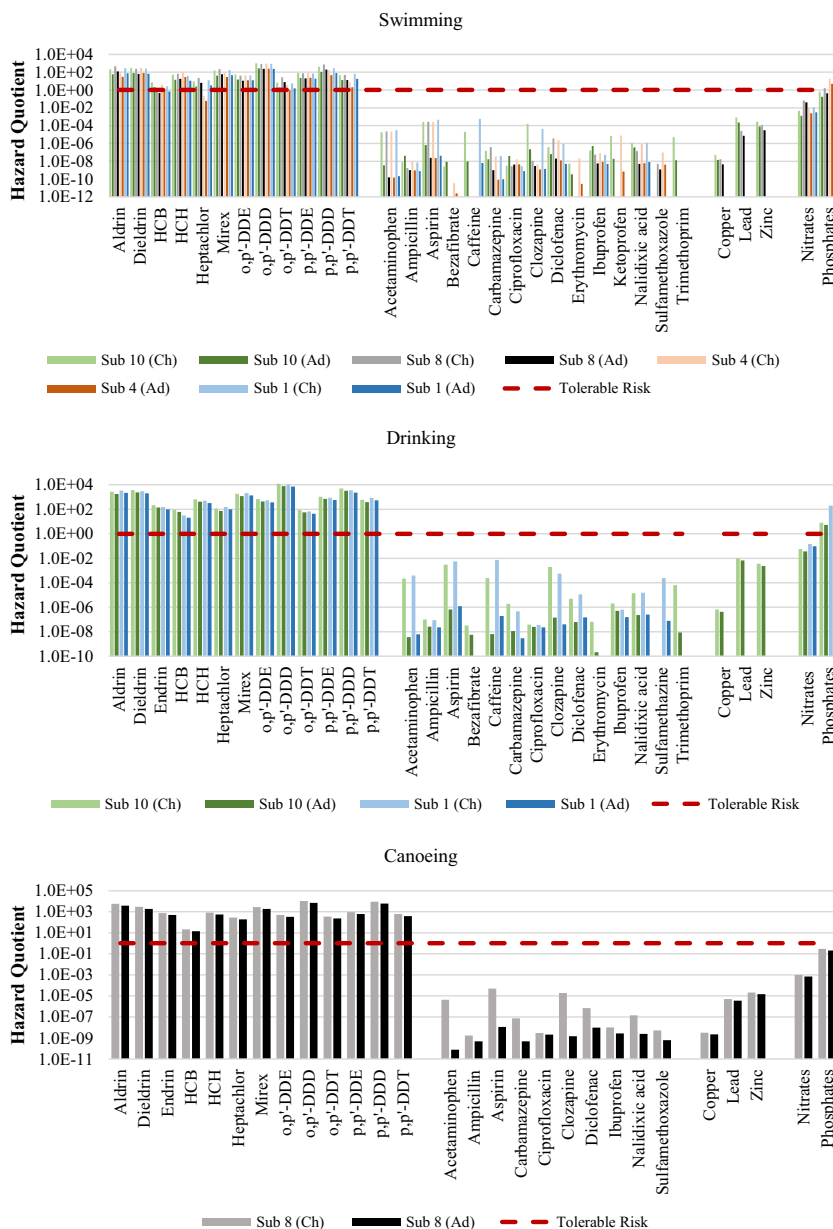 Swimming
Hazard Quotient
1.0E+04
1.0E+02
1.0E+00
1.0E-02
1.0E-04
1.0E-06
1.0E-08
1.0E-10
1.0E-12
Aldrin
Dieldrin
HCB
HCH
Heptachlor
Mirex
o,p'-DDE
o,p'-DDD
o,p'-DDT
p,p'-DDE
p,p'-DDD
p,p'-DDT
Acetaminophen
Ampicillin
Aspirin
Bezafibrate
Caffeine
Carbamazepine
Ciprofloxacin
Clozapine
Diclofenac
Erythromycin
Ibuprofen
Ketoprofen
Nalidixic acid
Sulfamethoxazole
Trimethoprim
Copper
Lead
Zinc
Nitrates
Phosphates
Sub 10 (Ch) Sub 10 (Ad) Sub 8 (Ch) Sub 8 (Ad) Sub 4 (Ch)
Sub 4 (Ad) Sub 1 (Ch) Sub 1 (Ad) Tolerable Risk
Drinking
Hazard Quotient
1.0E+04
1.0E+02
1.0E+00
1.0E-02
1.0E-04
1.0E-06
1.0E-08
1.0E-10
Aldrin
Dieldrin
Endrin
HCB
HCH
Heptachlor
Mirex
o,p'-DDE
o,p'-DDD
o,p'-DDT
p,p'-DDE
p,p'-DDD
p,p'-DDT
Acetaminophen
Ampicillin
Aspirin
Bezafibrate
Caffeine
Carbamazepine
Ciprofloxacin
Clozapine
Diclofenac
Erythromycin
Ibuprofen
Nalidixic acid
Sulfamethazine
Trimethoprim
Copper
Lead
Zinc
Nitrates
Phosphates
Sub 10 (Ch) Sub 10 (Ad) Sub 1 (Ch) Sub 1 (Ad) Tolerable Risk
Canoeing
Hazard Quotient
1.0E+05
1.0E+03
1.0E+01
1.0E-01
1.0E-03
1.0E-05
1.0E-07
1.0E-09
1.0E-11
Aldrin
Dieldrin
Endrin
HCB
HCH
Heptachlor
Mirex
o,p'-DDE
o,p'-DDD
o,p'-DDT
p,p'-DDE
p,p'-DDD
p,p'-DDT
Acetaminophen
Ampicillin
Aspirin
Carbamazepine
Ciprofloxacin
Clozapine
Diclofenac
Ibuprofen
Nalidixic acid
Sulfamethoxazole
Copper
Lead
Zinc
Nitrates
Phosphates
Sub 8 (Ch) Sub 8 (Ad) Tolerable Risk